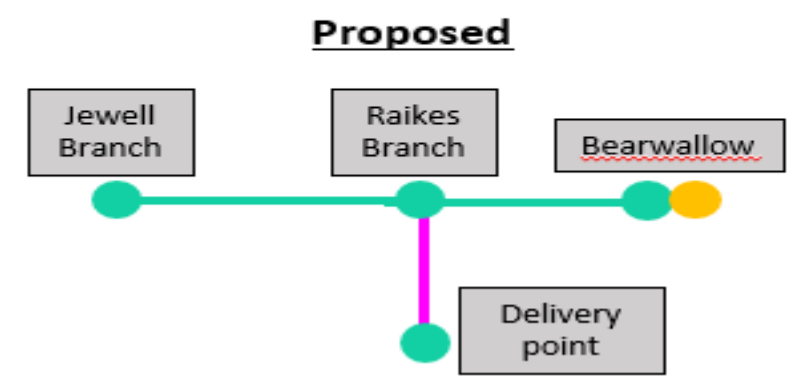 Proposed
Jewell
Branch
Raikes
Branch
Bearwallow
Delivery
point